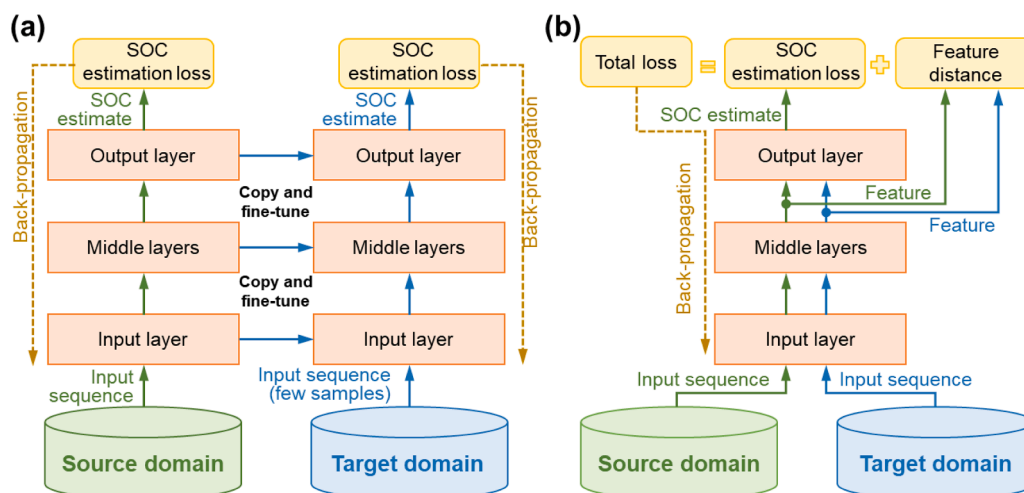 (a)
SOC
estimation loss
SOC
estimation loss
Back-propagation
SOC
estimate
SOC
estimate
Back-propagation
Output layer
Output layer
Copy and
fine-tune
Middle layers
Middle layers
Copy and
fine-tune
Input layer
Input layer
Input
sequence
Input sequence
(few samples)
Source domain
Target domain
(b)
Total loss
=
SOC
estimation loss
+
Feature
distance
SOC estimate
Output layer
Feature
Feature
Back-propagation
Middle layers
Input layer
Input sequence
Input sequence
Source domain
Target domain